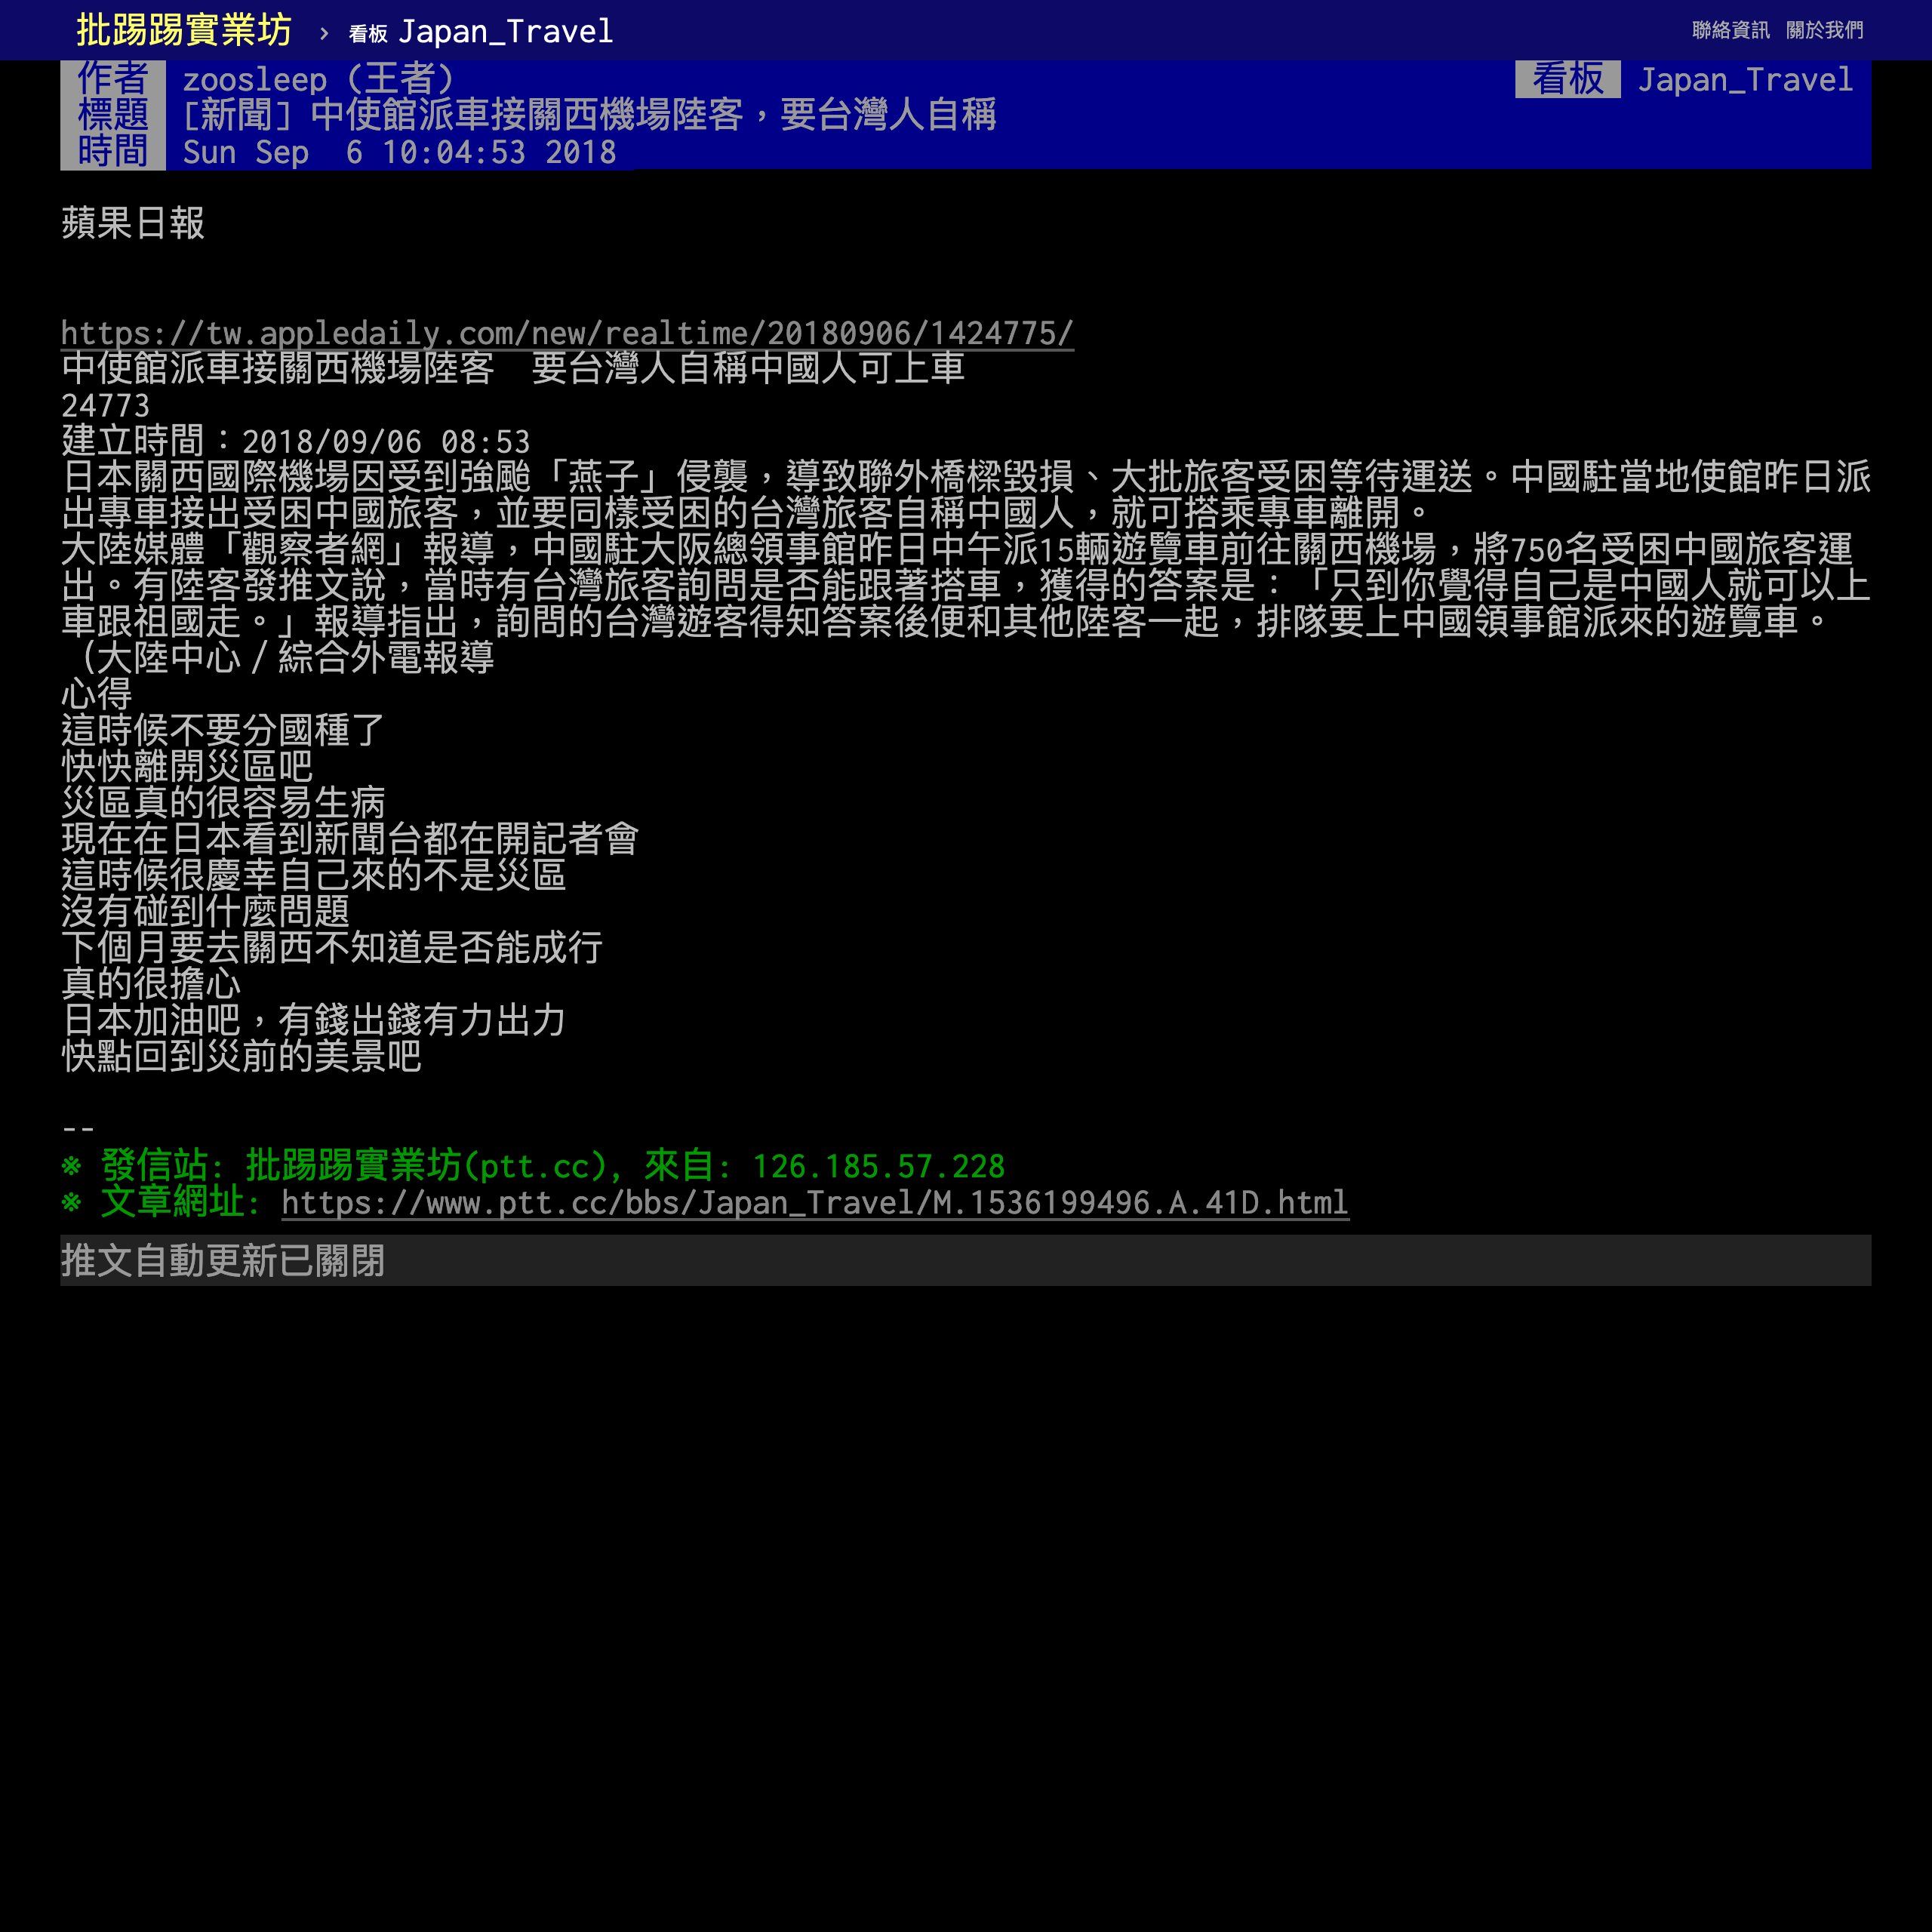 批踢踢實業坊 › 看板 Japan_Travel 聯絡資訊 關於我們
作者 zoosleep (王者) 看板 Japan_Travel
標題 [新聞] 中使館派車接關西機場陸客，要台灣人自稱
時間 Sun Sep  6 10:04:53 2018
蘋果日報
https://tw.appledaily.com/new/realtime/20180906/1424775/
中使館派車接關西機場陸客　要台灣人自稱中國人可上車
24773
建立時間：2018/09/06 08:53
日本關西國際機場因受到強颱「燕子」侵襲，導致聯外橋樑毀損、大批旅客受困等待運送。中國駐當地使館昨日派
出專車接出受困中國旅客，並要同樣受困的台灣旅客自稱中國人，就可搭乘專車離開。
大陸媒體「觀察者網」報導，中國駐大阪總領事館昨日中午派15輛遊覽車前往關西機場，將750名受困中國旅客運
出。有陸客發推文說，當時有台灣旅客詢問是否能跟著搭車，獲得的答案是：「只到你覺得自己是中國人就可以上
車跟祖國走。」報導指出，詢問的台灣遊客得知答案後便和其他陸客一起，排隊要上中國領事館派來的遊覽車。
（大陸中心／綜合外電報導
心得
這時候不要分國種了
快快離開災區吧
災區真的很容易生病
現在在日本看到新聞台都在開記者會
這時候很慶幸自己來的不是災區
沒有碰到什麼問題
下個月要去關西不知道是否能成行
真的很擔心
日本加油吧，有錢出錢有力出力
快點回到災前的美景吧
--
※ 發信站: 批踢踢實業坊(ptt.cc), 來自: 126.185.57.228
※ 文章網址: https://www.ptt.cc/bbs/Japan_Travel/M.1536199496.A.41D.html
推文自動更新已關閉